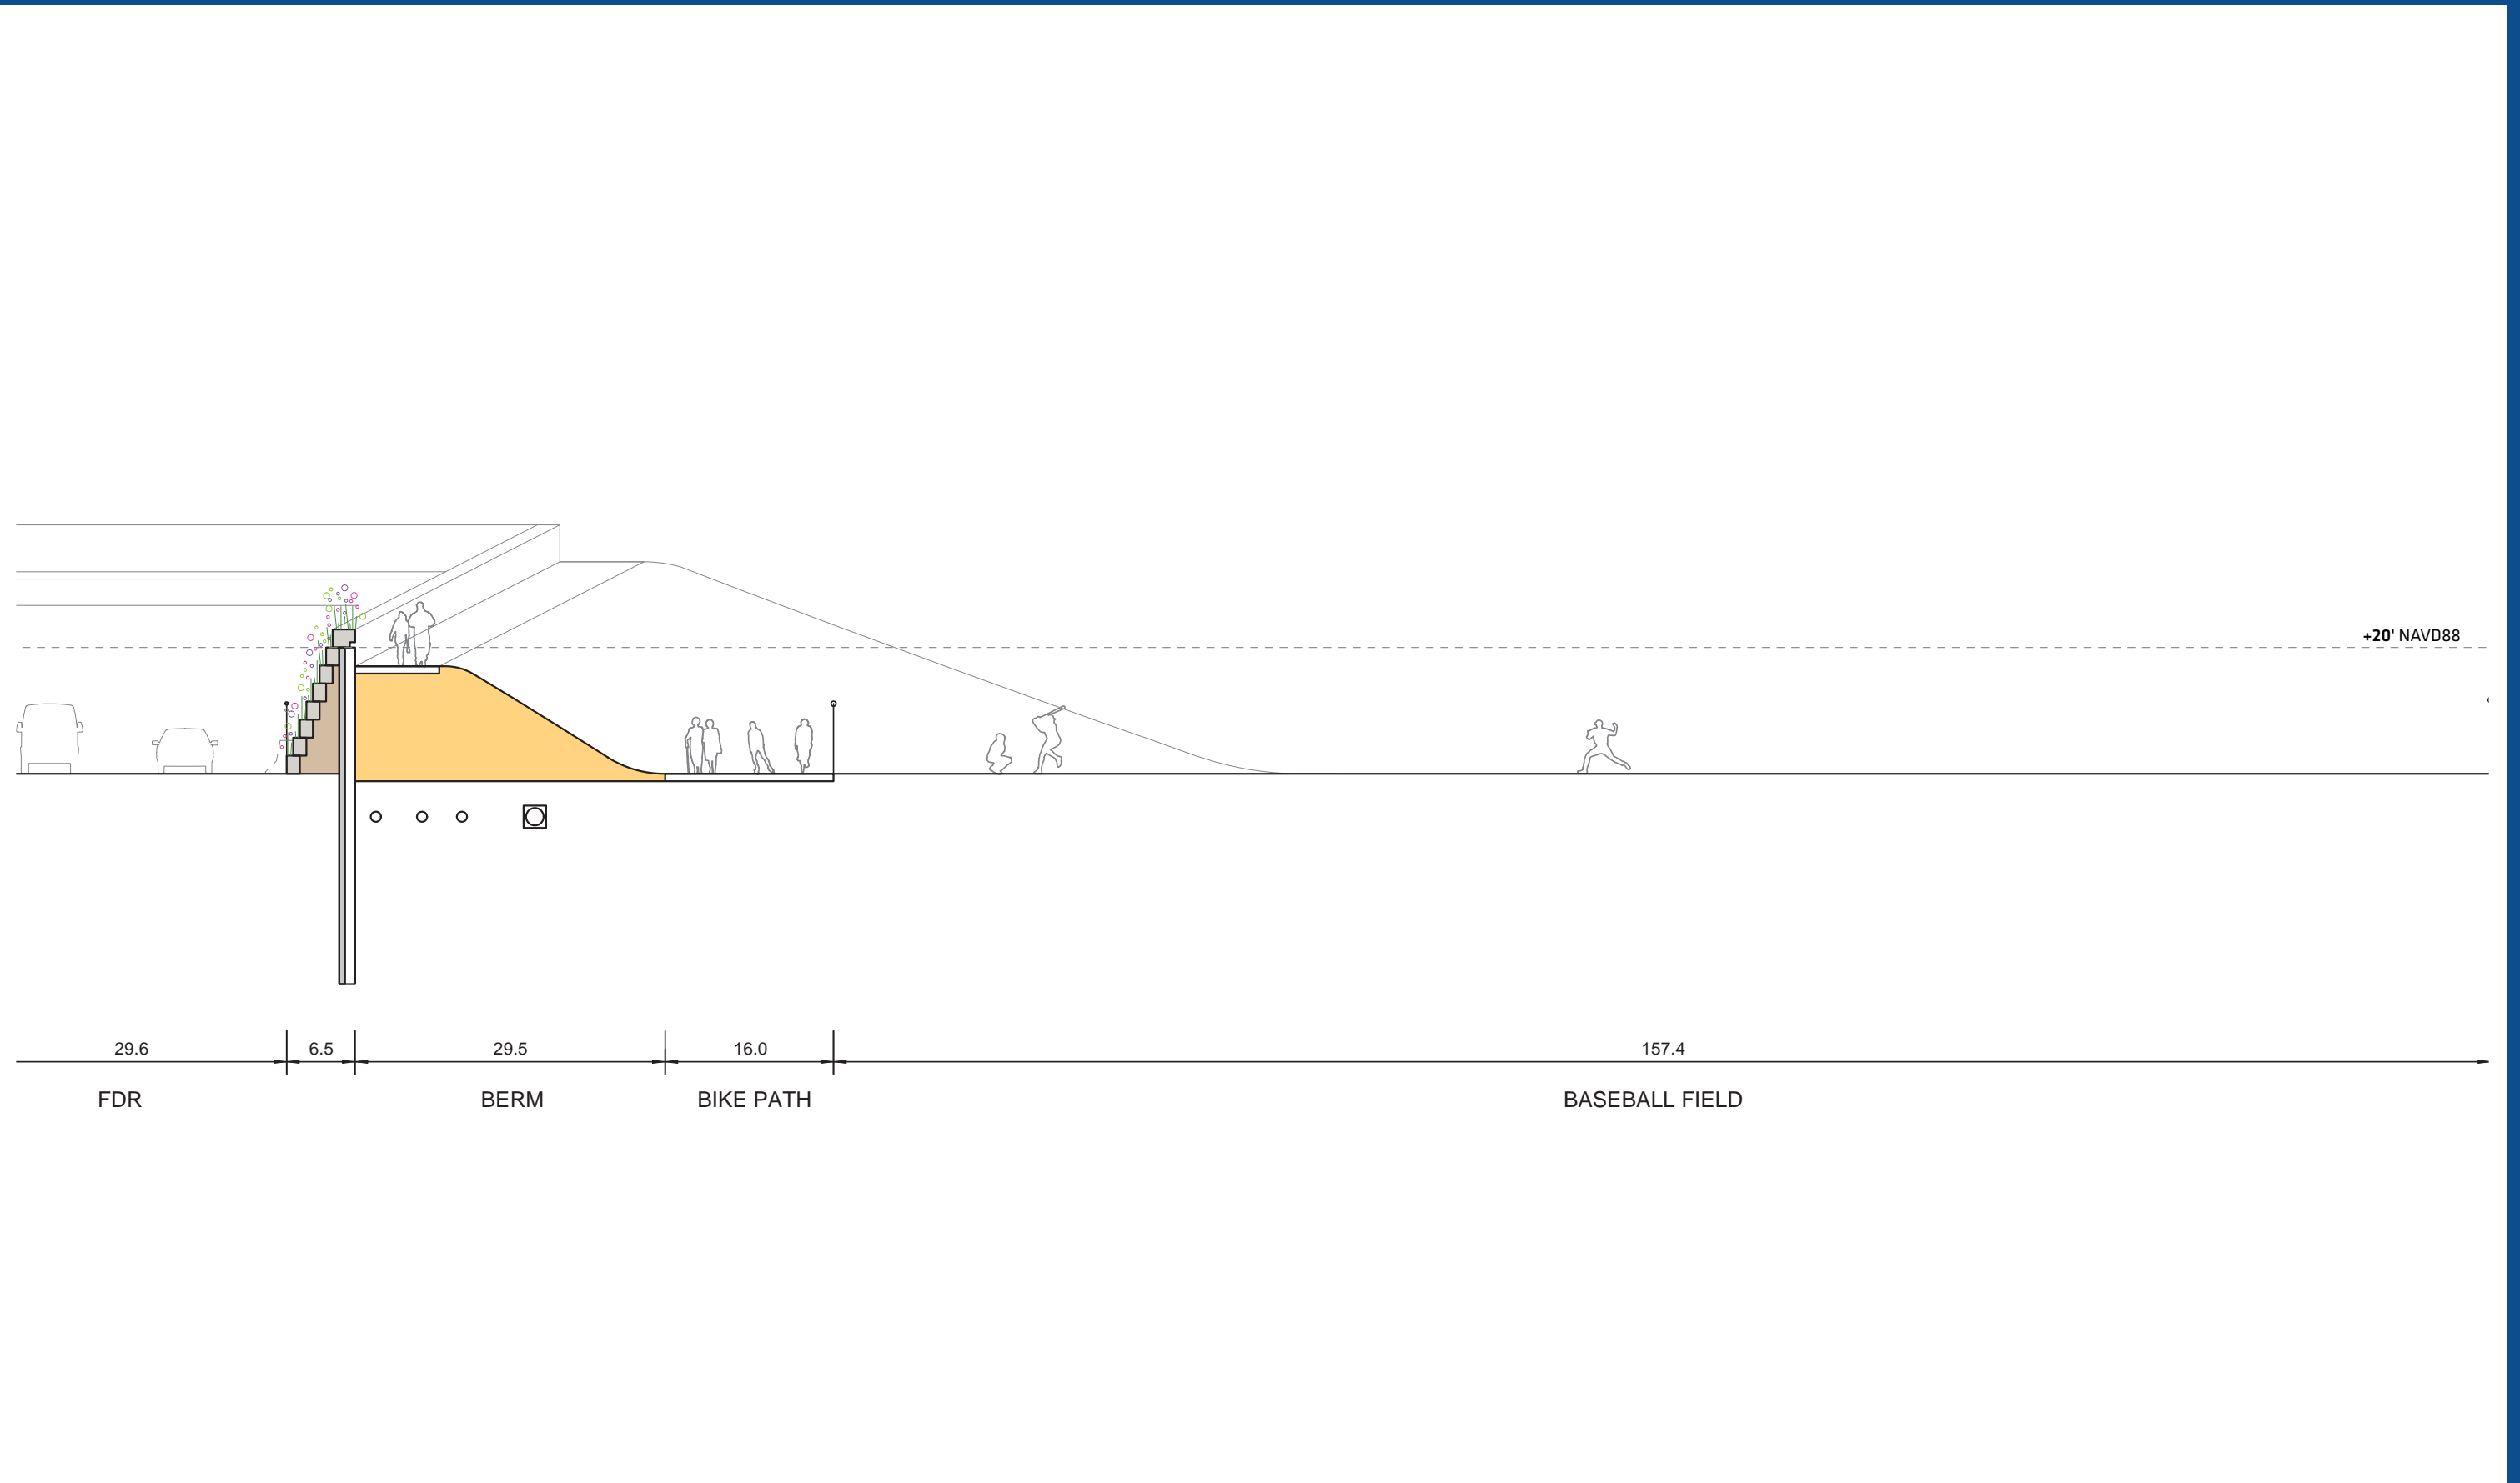 +20' NAVD88
29.6
6.5
29.5
16.0
157.4
FDR
BERM
BIKE PATH
BASEBALL FIELD